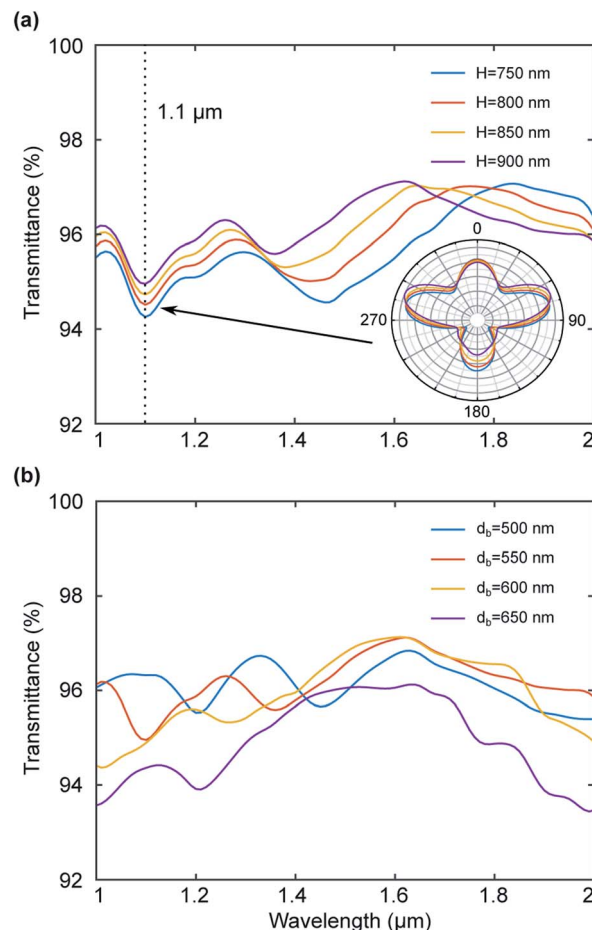 (a)
100
98
96
94
92
Transmittance (%)
1.1 µm
H=750 nm
H=800 nm
H=850 nm
H=900 nm
0
90
180
270
1
1.2
1.4
1.6
1.8
2
(b)
100
98
96
94
92
Transmittance (%)
d_b=500 nm
d_b=550 nm
d_b=600 nm
d_b=650 nm
1
1.2
1.4
1.6
1.8
2
Wavelength (µm)